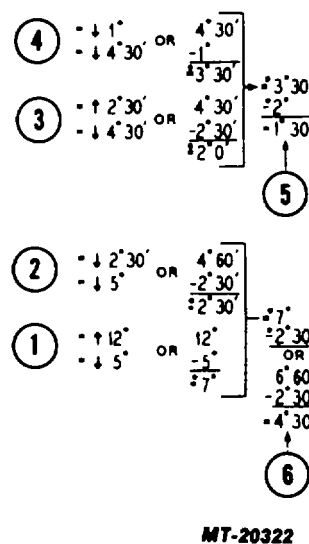 4 = ↓ 1° OR 4°30'
= ↓ 4°30' -1°
= 3°30' = 3°30
3 = ↑ 2°30' OR 4°30' = 2°
= ↓ 4°30' -2°30' = 1°30
= 2°0'
5
2 = ↓ 2°30' OR 4°60'
= ↓ 5° -2°30'
= 2°30' = 7°
1 = ↑ 12° OR 12° -2°30
= ↓ 5° -5° OR
= 7° 6°60
-2°30
= 4°30
6
MT-20322